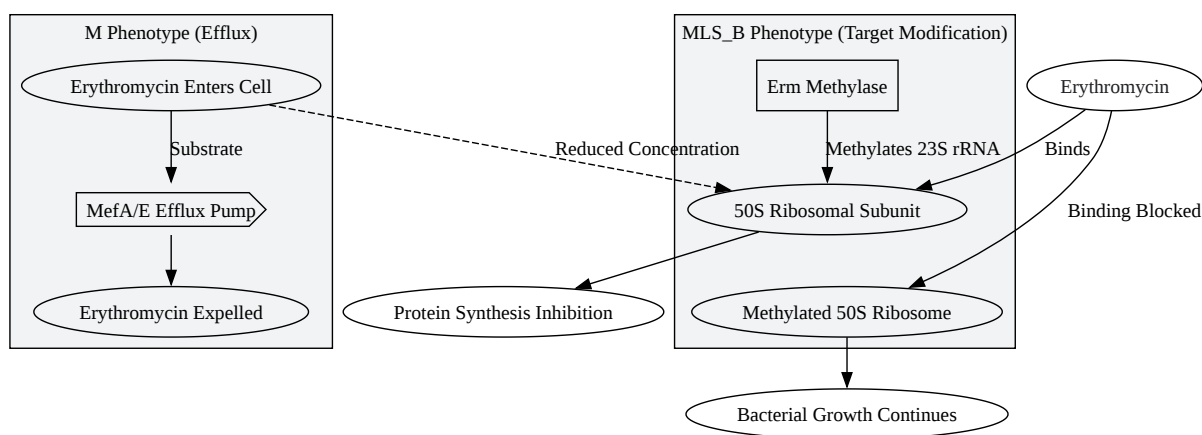 M Phenotype (Efflux)
MLS_B Phenotype (Target Modification)
Erythromycin Enters Cell
Erm Methylase
Erythromycin
Substrate
Reduced Concentration
Methylates 23S rRNA
Binds
MefA/E Efflux Pump
50S Ribosomal Subunit
Binding Blocked
Erythromycin Expelled
Protein Synthesis Inhibition
Methylated 50S Ribosome
Bacterial Growth Continues